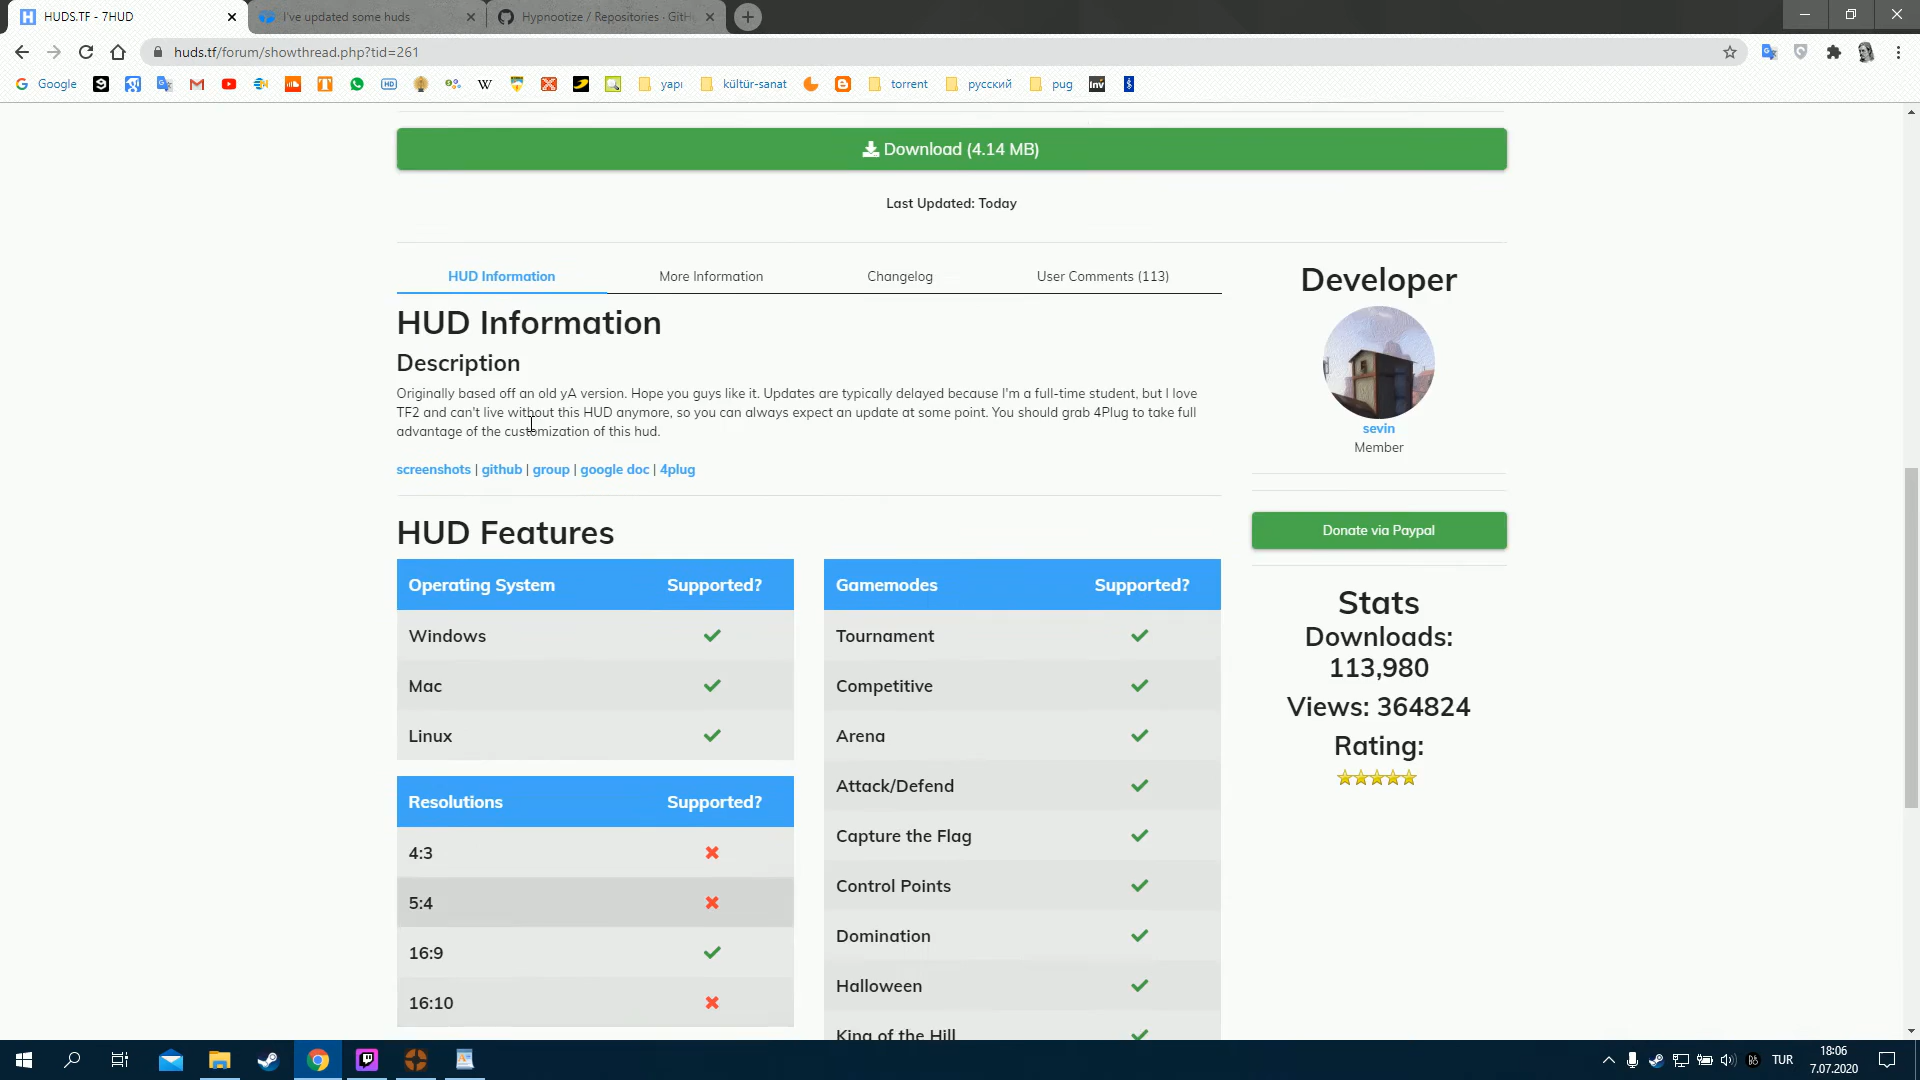 HUDS.TF - 7HUD
I've updated some huds
Hypnootize / Repositories · GitH
huds.tf/forum/showthread.php?tid=261
Google
yapı
kültür-sanat
torrent
русский
pug
Inv
Download (4.14 MB)
Last Updated: Today
HUD Information
More Information
Changelog
User Comments (113)
HUD Information
Description
Originally based off an old yA version. Hope you guys like it. Updates are typically delayed because I'm a full-time student, but I love
TF2 and can't live without this HUD anymore, so you can always expect an update at some point. You should grab 4Plug to take full
advantage of the customization of this hud.
screenshots | github | group | google doc | 4plug
Developer
sevin
Member
Donate via Paypal
Stats
Downloads:
113,980
Views: 364824
Rating:
HUD Features
Operating System Supported?
Windows
Mac
Linux
Resolutions Supported?
4:3
5:4
16:9
16:10
Gamemodes Supported?
Tournament
Competitive
Arena
Attack/Defend
Capture the Flag
Control Points
Domination
Halloween
King of the Hill
TUR
18:06
7.07.2020